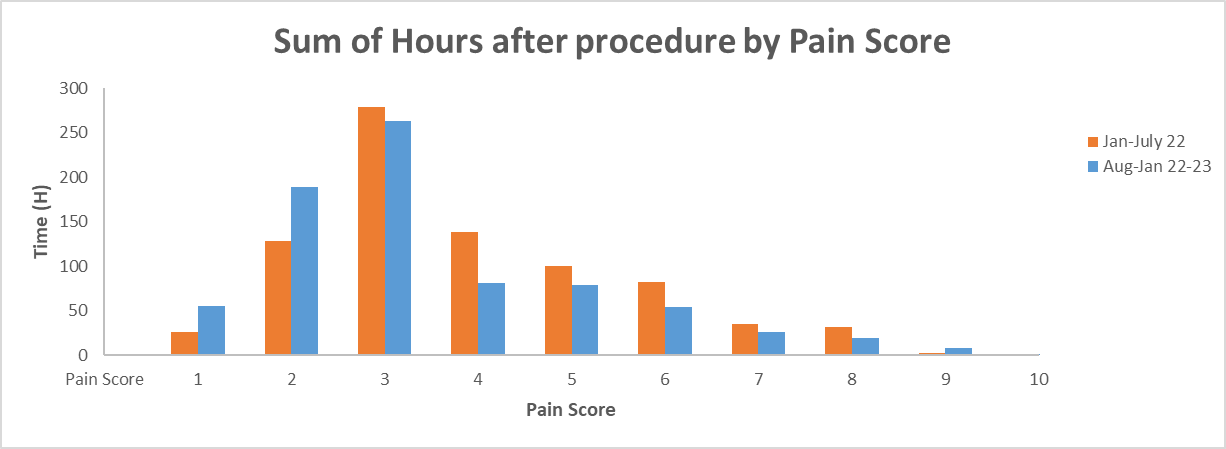 Sum of Hours after procedure by Pain Score
300
250
200
150
100
50
0
Time (H)
Pain Score 1 2 3 4 5 6 7 8 9 10
Pain Score
Jan-July 22
Aug-Jan 22-23